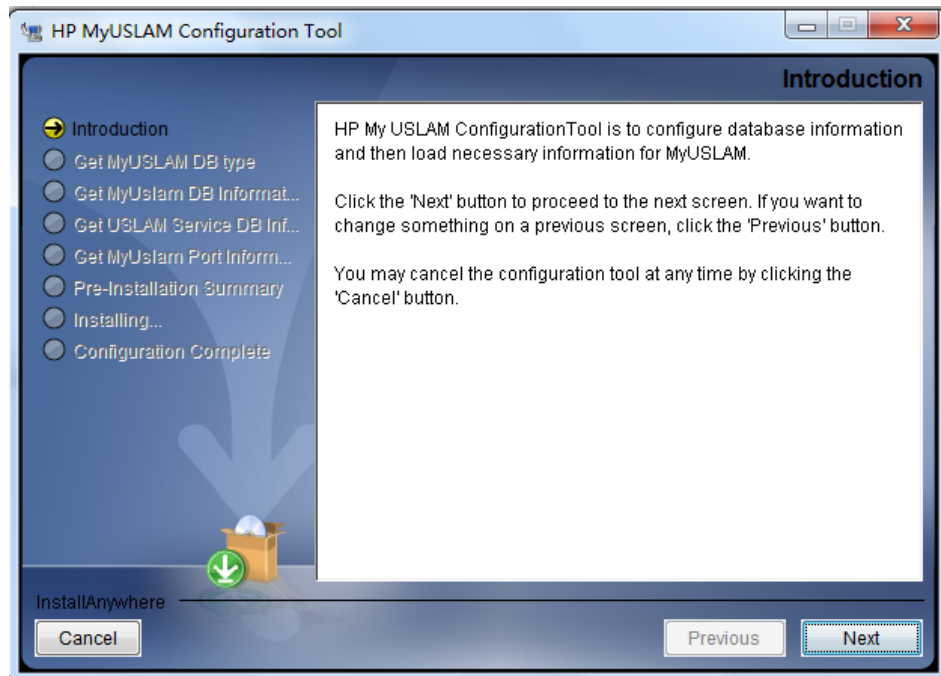 HP MyUSLAM Configuration Tool
Introduction
Introduction
Get MyUSLAM DB type
Get MyUslam DB Informat...
Get USLAM Service DB Inf...
Get MyUslam Port Inform...
Pre-Installation Summary
Installing...
Configuration Complete
HP My USLAM ConfigurationTool is to configure database information
and then load necessary information for MyUSLAM.
Click the 'Next' button to proceed to the next screen. If you want to
change something on a previous screen, click the 'Previous' button.
You may cancel the configuration tool at any time by clicking the
'Cancel' button.
InstallAnywhere
Cancel
Previous
Next